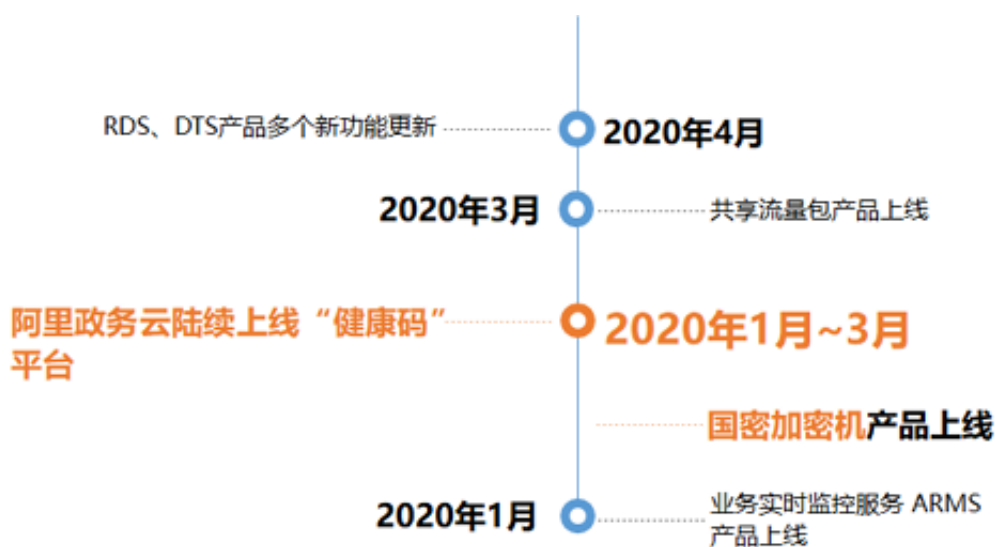 RDS、DTS产品多个新功能更新
2020年4月
2020年3月
共享流量包产品上线
阿里政务云陆续上线“健康码”
平台
2020年1月~3月
国密加密机产品上线
2020年1月
业务实时监控服务 ARMS
产品上线